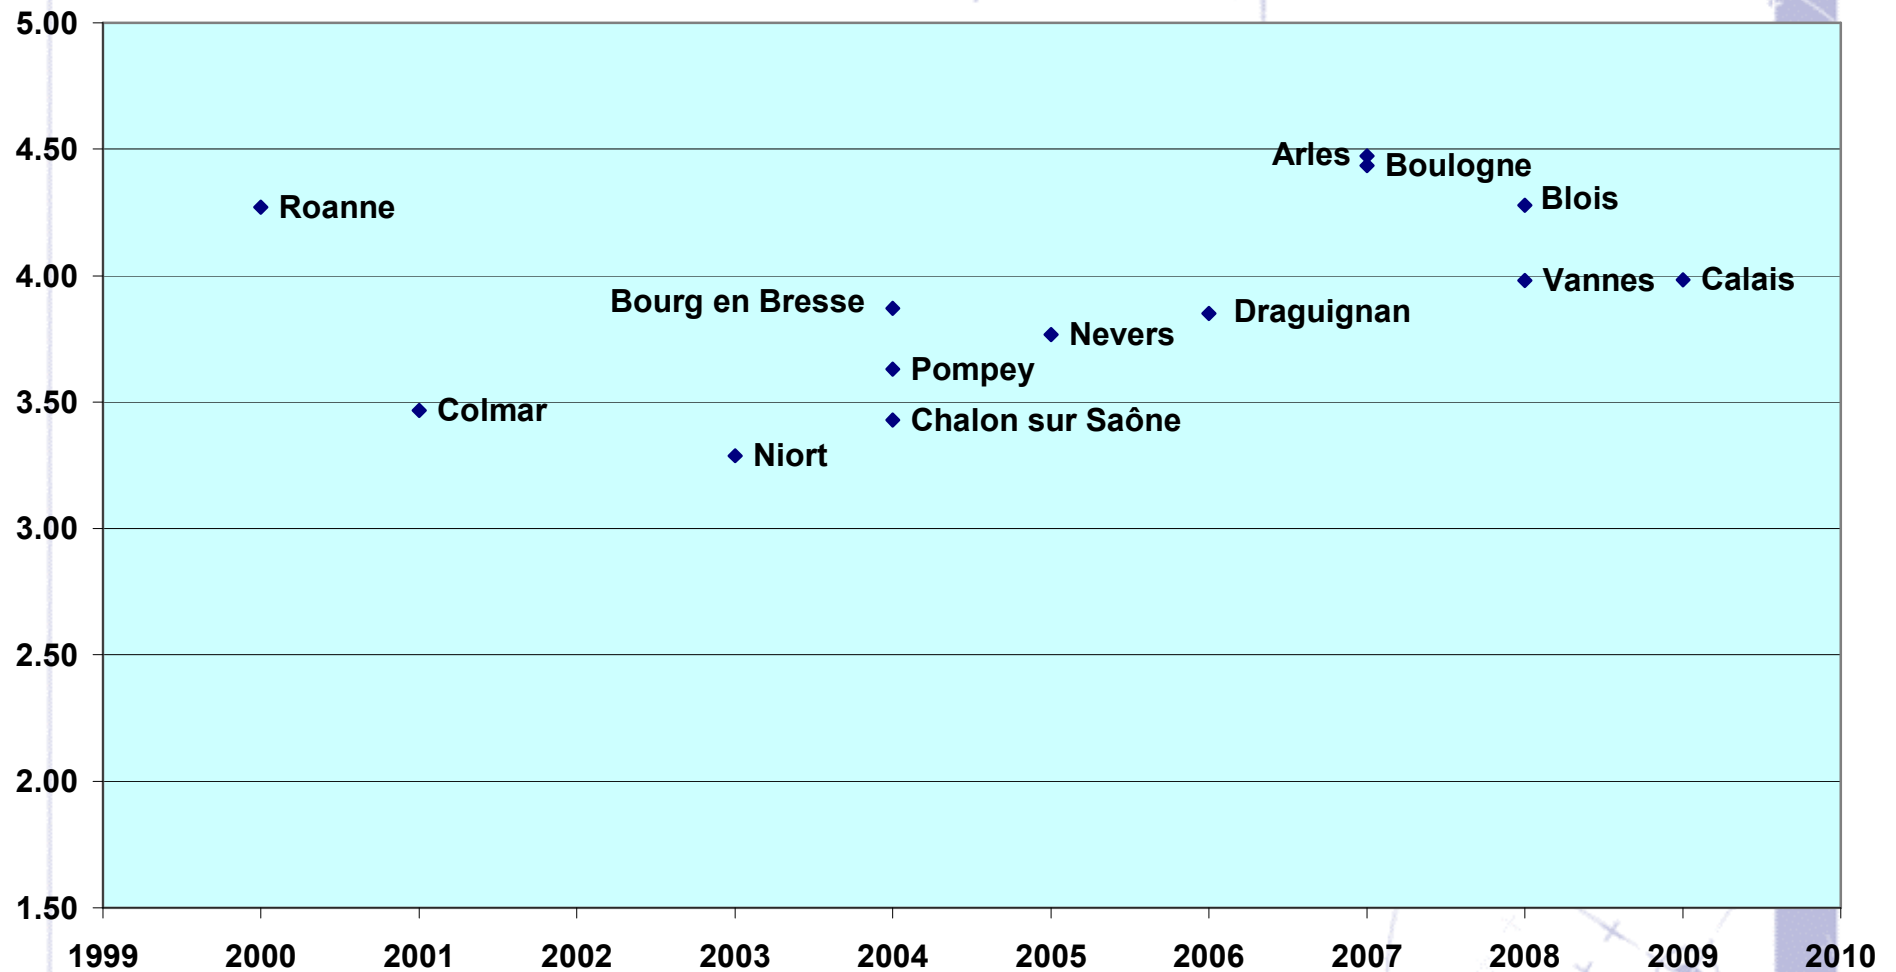 5.00
4.50
Arles
Boulogne
Roanne
Blois
4.00
Vannes
Calais
Bourg en Bresse
Draguignan
Nevers
Pompey
3.50
Colmar
Chalon sur Saône
Niort
3.00
2.50
2.00
1.50
1999 2000 2001 2002 2003 2004 2005 2006 2007 2008 2009 2010